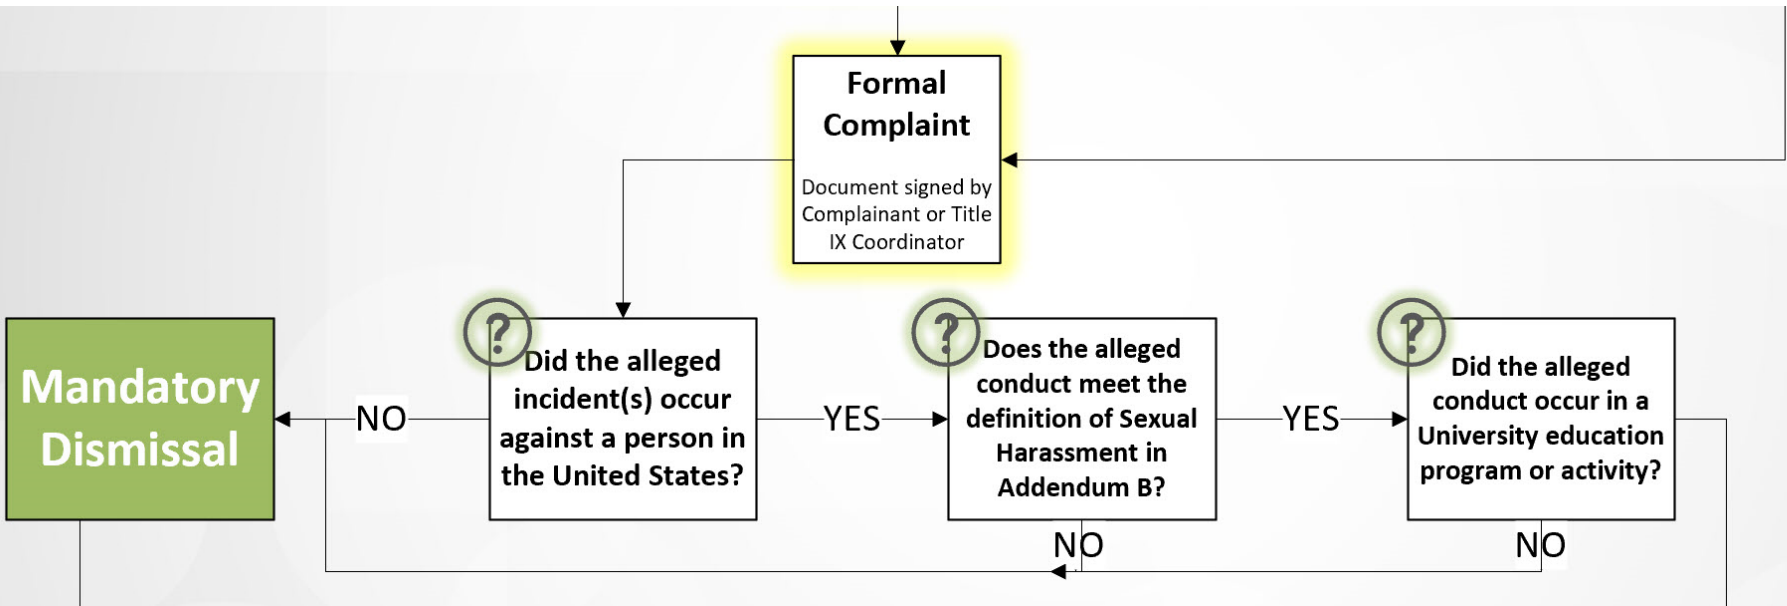 Formal
Complaint
Document signed by
Complainant or Title
IX Coordinator
Mandatory
Dismissal
NO
?
Did the alleged
incident(s) occur
against a person in
the United States?
YES
?
Does the alleged
conduct meet the
definition of Sexual
Harassment in
Addendum B?
NO
YES
?
Did the alleged
conduct occur in a
University education
program or activity?
NO